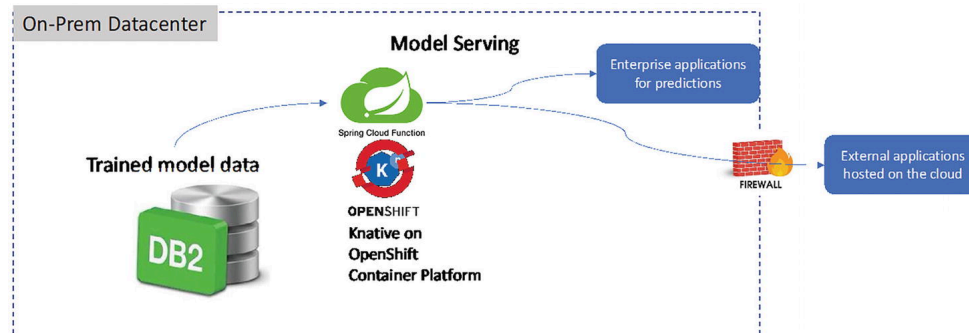 On-Prem Datacenter
Model Serving
Enterprise applications
for predictions
Spring Cloud Function
Trained model data
DB2
K
OPENSHIFT
Knative on
OpenShift
Container Platform
FIREWALL
External applications
hosted on the cloud